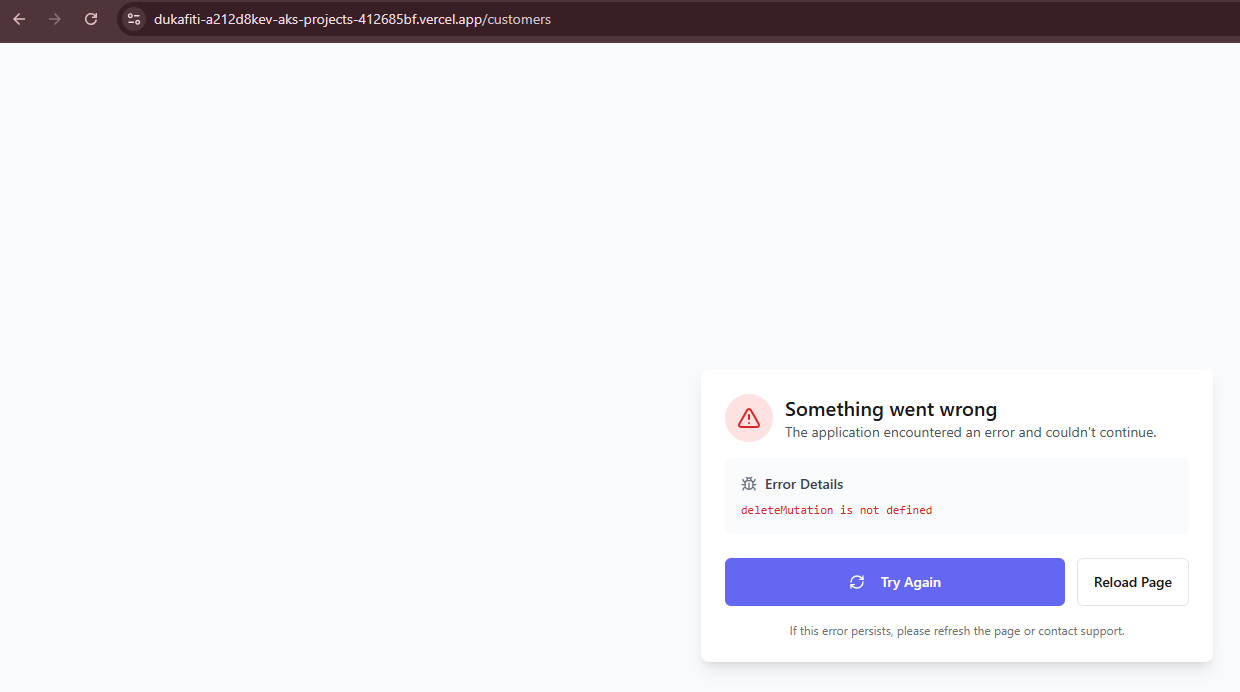 dukafiti-a212d8kev-aks-projects-412685bf.vercel.app/customers
Something went wrong
The application encountered an error and couldn't continue.
Error Details
deleteMutation is not defined
Try Again
Reload Page
If this error persists, please refresh the page or contact support.